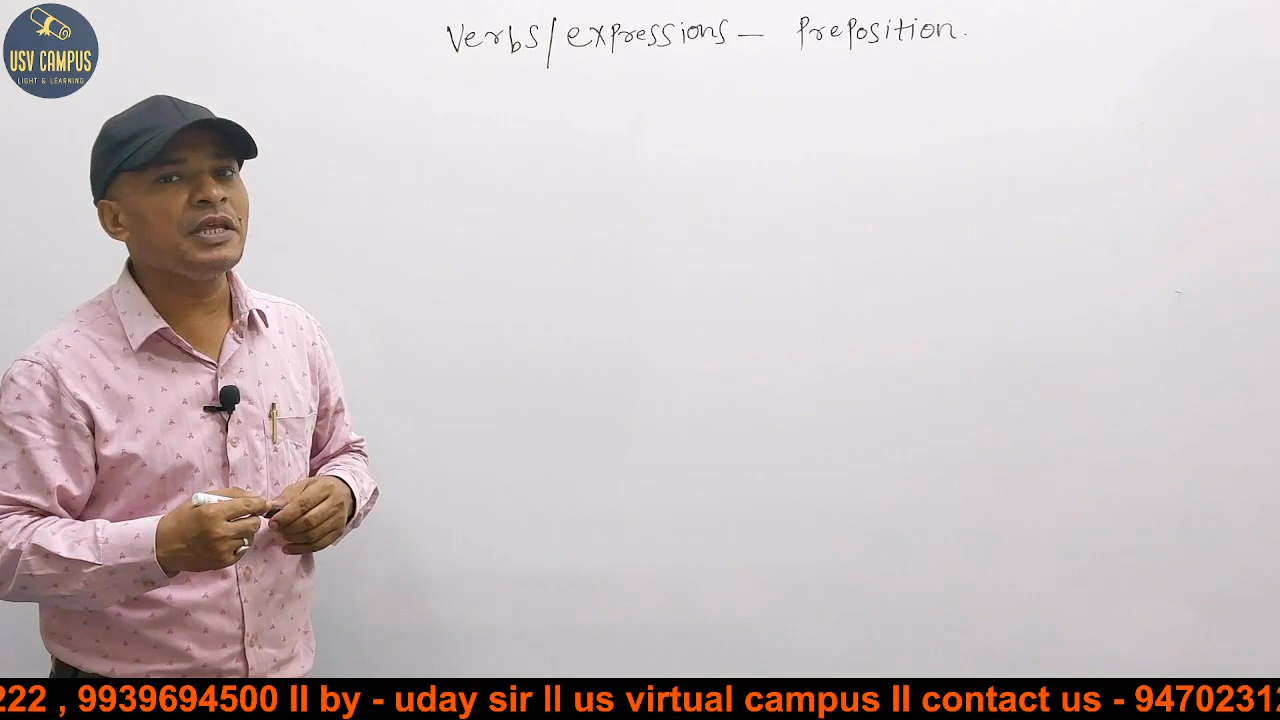 USV CAMPUS
LIGHT & LEARNING
Verbs/expressions — Preposition.
222 , 9939694500 II by - uday sir II us virtual campus II contact us - 9470231